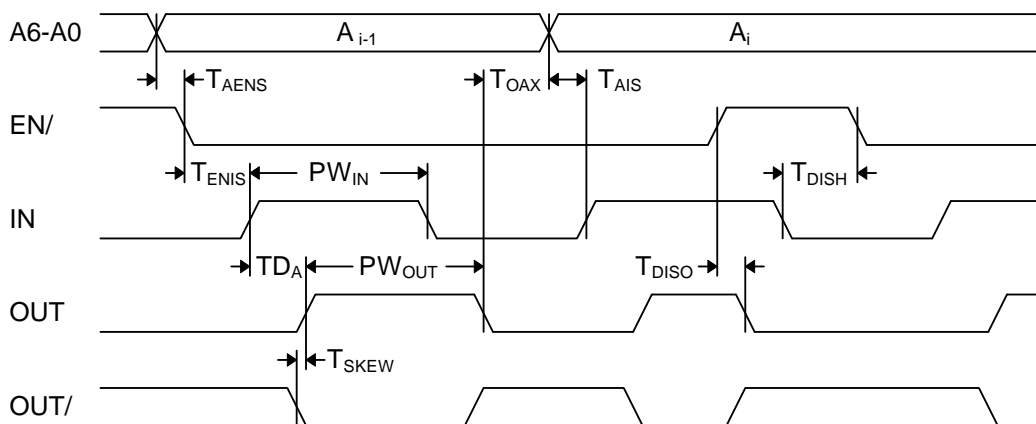 A6-A0 A i-1 Ai
TAENS TOAX TAIS
EN/
TENIS PWIN TDISH
IN
TDA PWOUT TDISO
OUT
TSKEW
OUT/